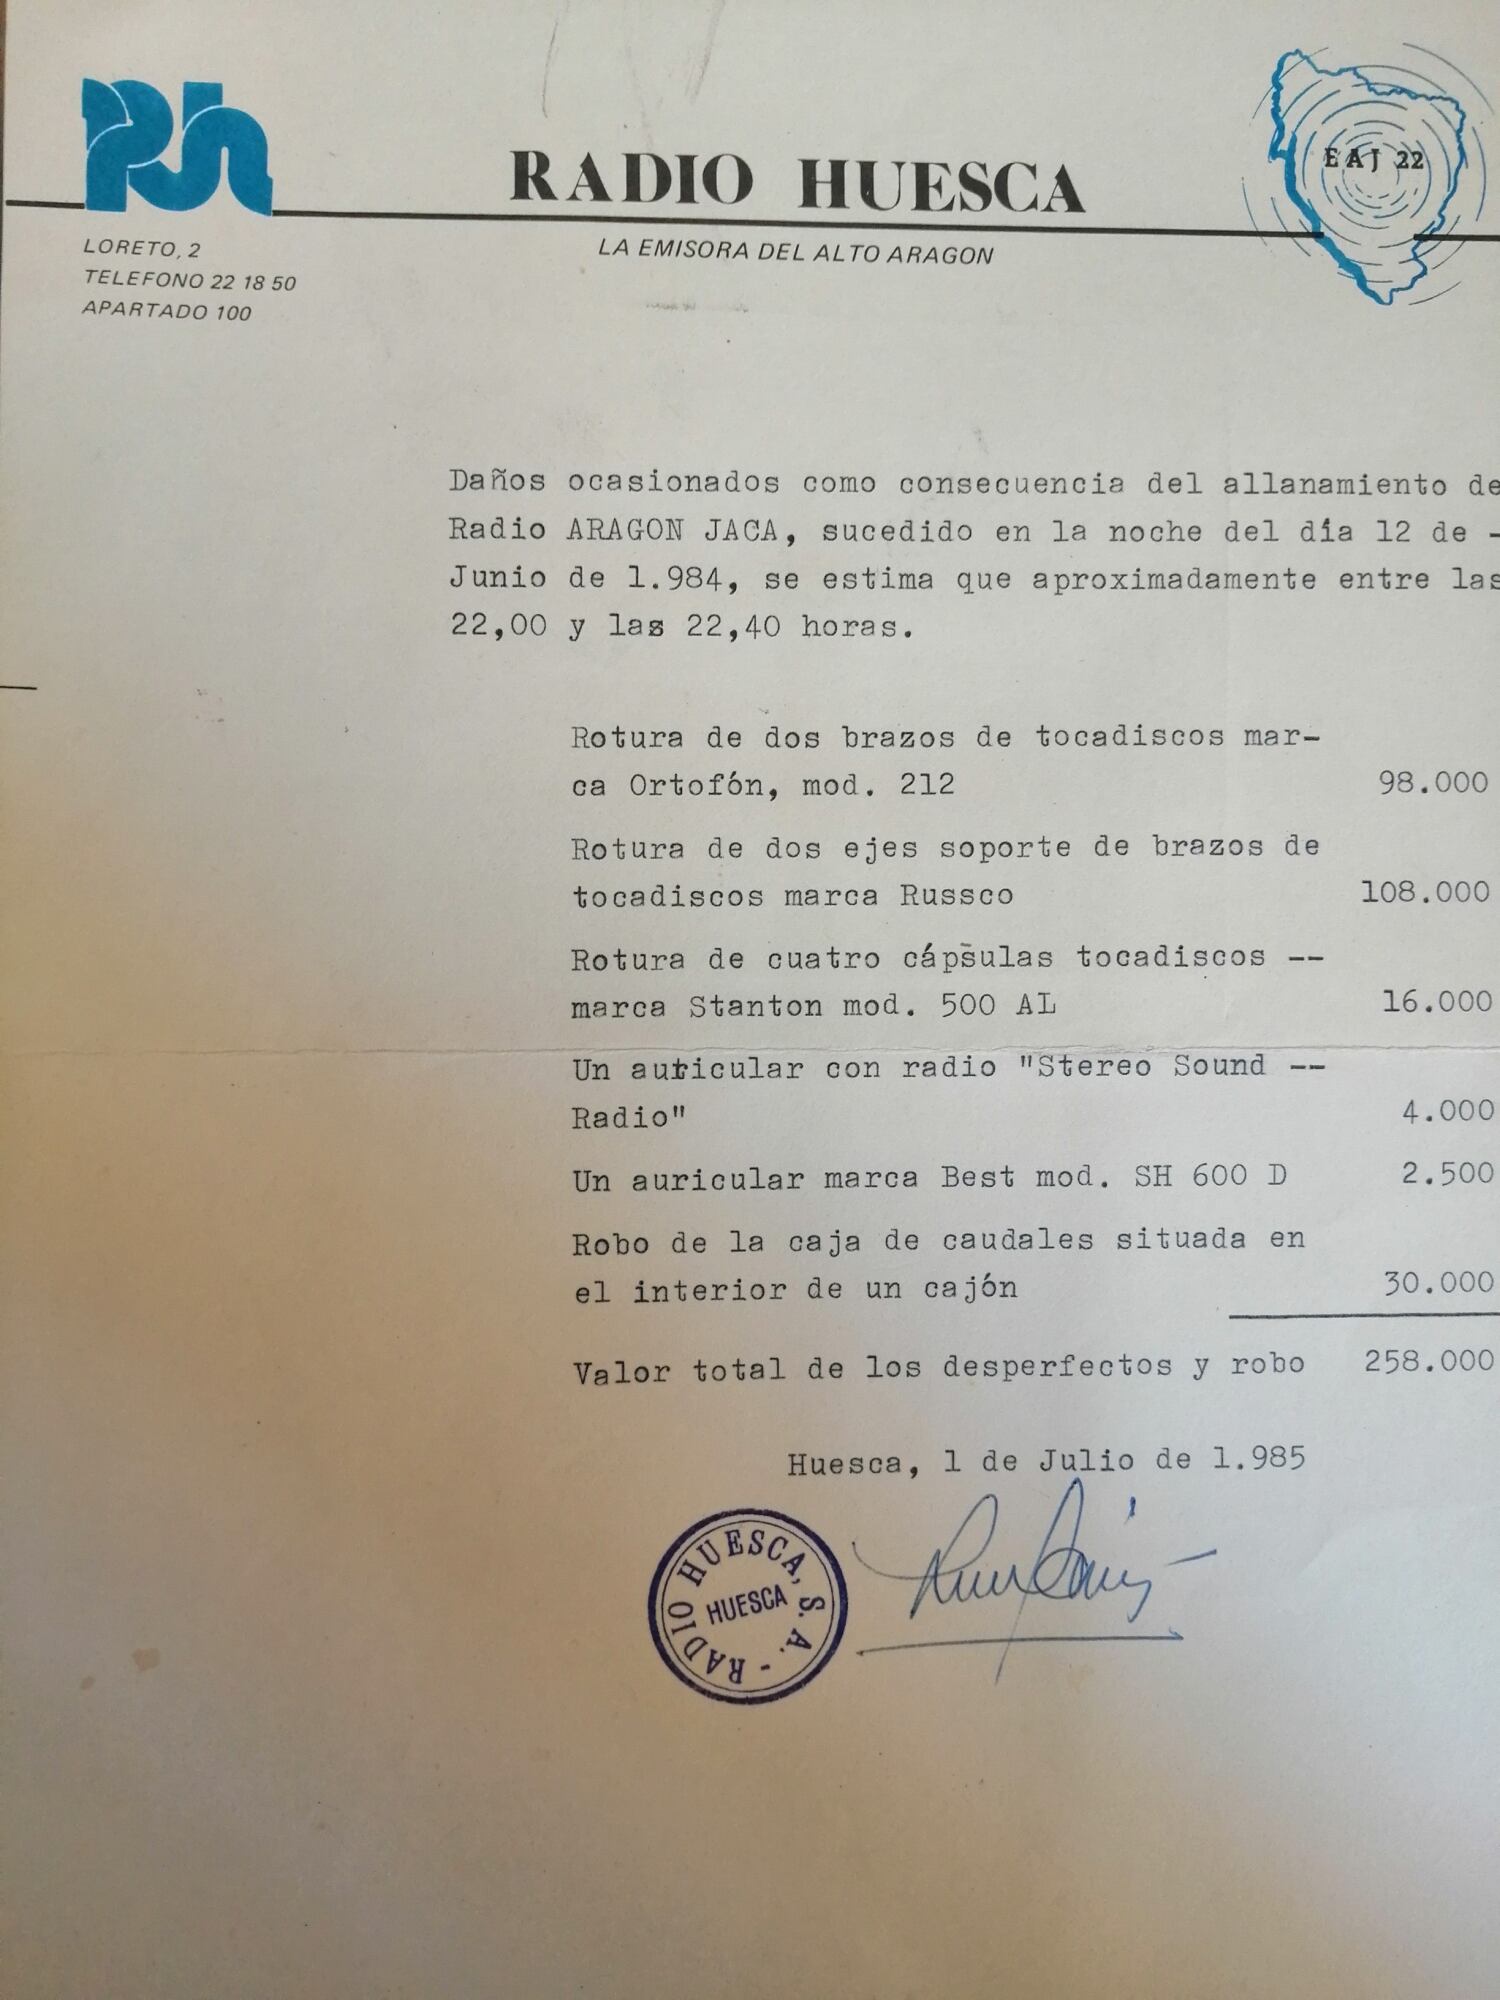 Rh
RADIO HUESCA
EAJ 22
LORETO, 2
TELEFONO 22 18 50
APARTADO 100
LA EMISORA DEL ALTO ARAGON
Daños ocasionados como consecuencia del allanamiento de
Radio ARAGON JACA, sucedido en la noche del día 12 de -
Junio de 1.984, se estima que aproximadamente entre las
22,00 y las 22,40 horas.
Rotura de dos brazos de tocadiscos mar-
ca Ortofón, mod. 212 98.000
Rotura de dos ejes soporte de brazos de
tocadiscos marca Russco 108.000
Rotura de cuatro cápsulas tocadiscos --
marca Stanton mod. 500 AL 16.000
Un auricular con radio "Stereo Sound --
Radio" 4.000
Un auricular marca Best mod. SH 600 D 2.500
Robo de la caja de caudales situada en
el interior de un cajón 30.000
Valor total de los desperfectos y robo 258.000
Huesca, 1 de Julio de 1.985
RADIO HUESCA, S. A. -
HUESCA